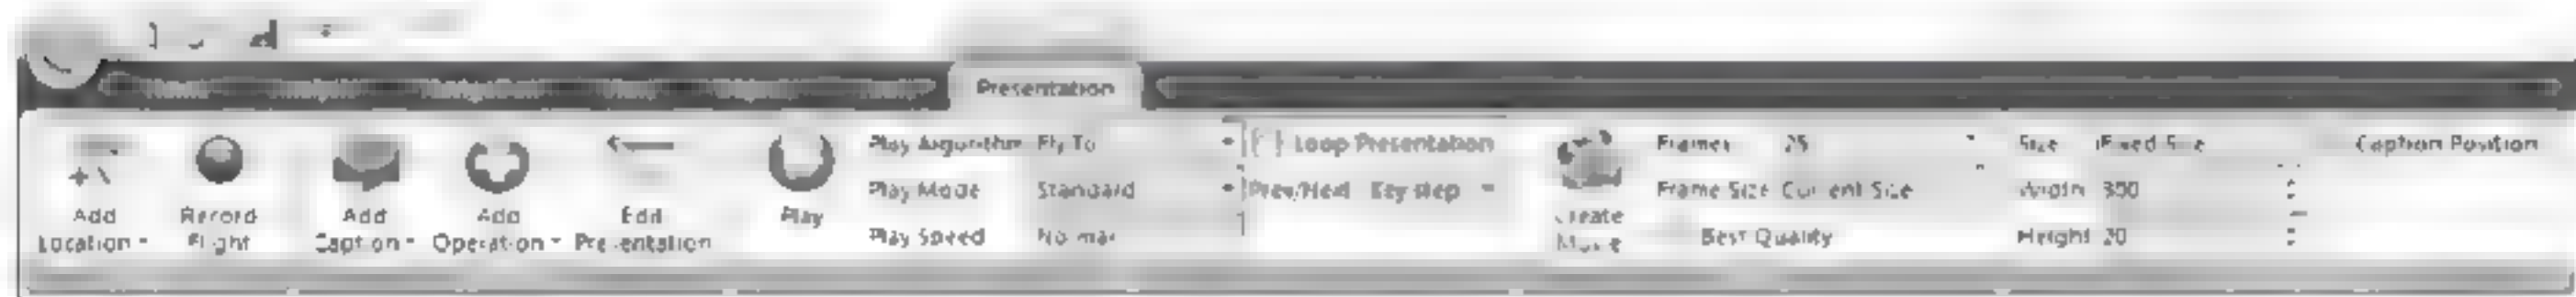 Presentation
Add Location
Record Flight
Add Caption
Add Operation
Edit Presentation
Play
Play Algorithm Fly To
Play Mode Standard
Play Speed
Loop Presentation
Prev/Next Key step
Create Movie
Frames 25
Frame Size Current Size
Best Quality
Size Fixed Size
Width 300
Height 20
Caption Position